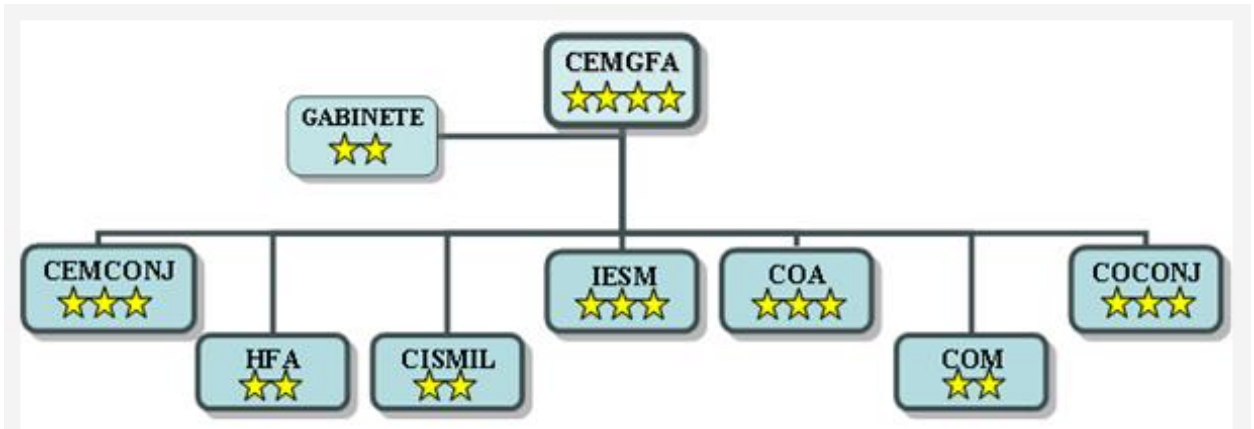 CEMGFA
GABINETE
CEMCONJ
IESM
COA
COCONJ
HFA
CISMIL
COM